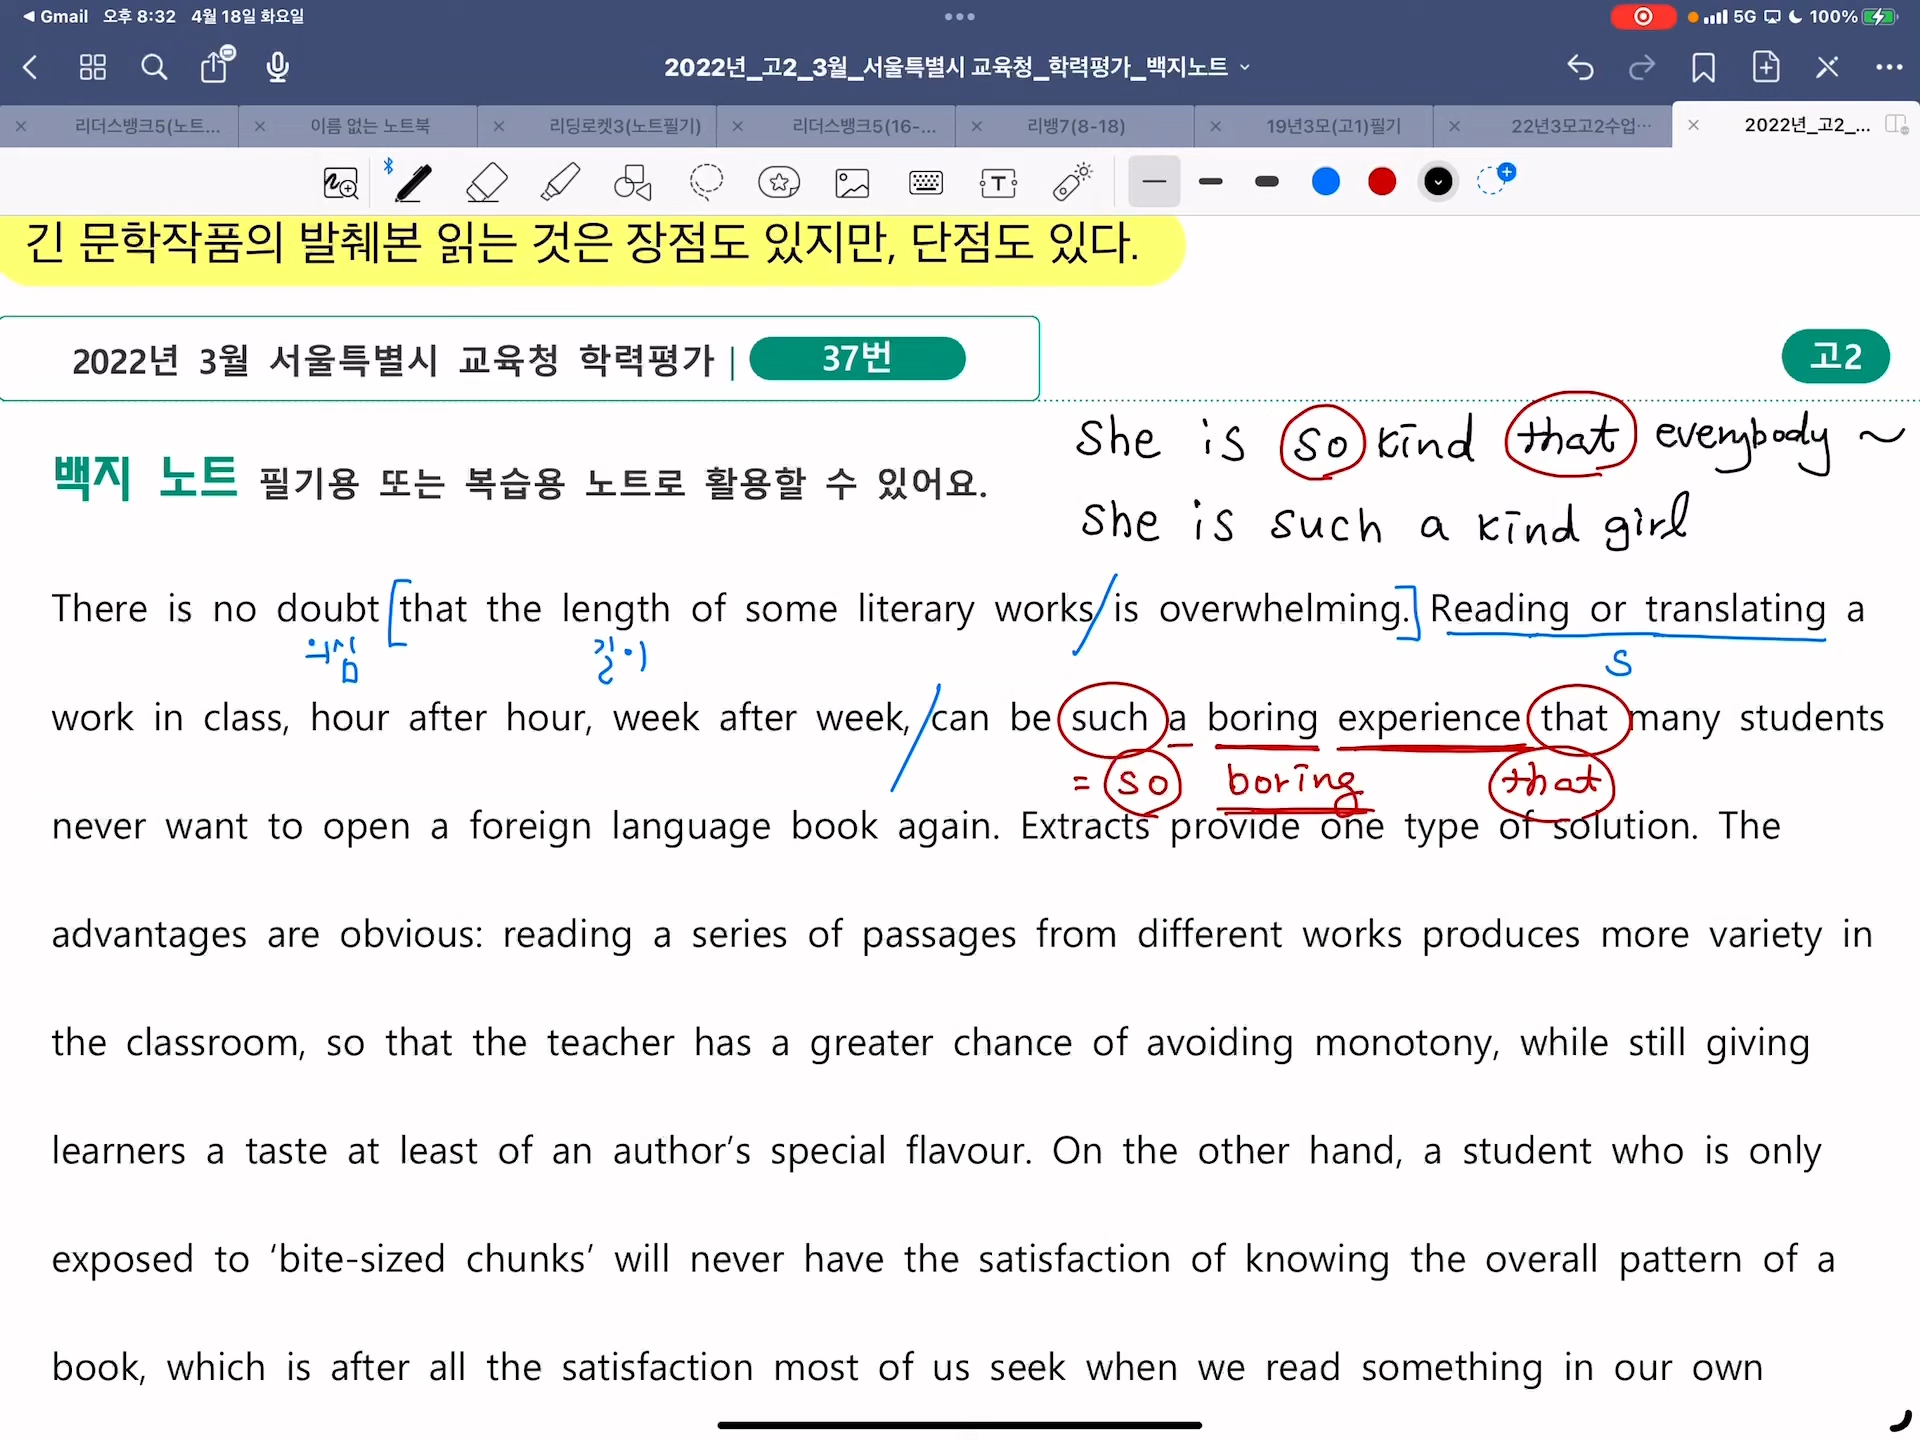 Gmail 오후 8:32 4월 18일 화요일
5G 100%
2022년_고2_3월_서울특별시 교육청_학력평가_백지노트
리더스뱅크5(노트... 이름 없는 노트북 리딩로켓3(노트필기) 리더스뱅크5(16-... 리뱅7(8-18) 19년3모(고1)필기 22년3모고2수업... 2022년_고2_...
긴 문학작품의 발췌본 읽는 것은 장점도 있지만, 단점도 있다.
2022년 3월 서울특별시 교육청 학력평가 | 37번 고2
She is so kind that everybody ~
백지 노트 필기용 또는 복습용 노트로 활용할 수 있어요.
She is such a kind girl
There is no doubt [that the length of some literary works / is overwhelming.] Reading or translating a
의심 길이 S
work in class, hour after hour, week after week, / can be such a boring experience that many students
= so boring that
never want to open a foreign language book again. Extracts provide one type of solution. The
advantages are obvious: reading a series of passages from different works produces more variety in
the classroom, so that the teacher has a greater chance of avoiding monotony, while still giving
learners a taste at least of an author’s special flavour. On the other hand, a student who is only
exposed to ‘bite-sized chunks’ will never have the satisfaction of knowing the overall pattern of a
book, which is after all the satisfaction most of us seek when we read something in our own